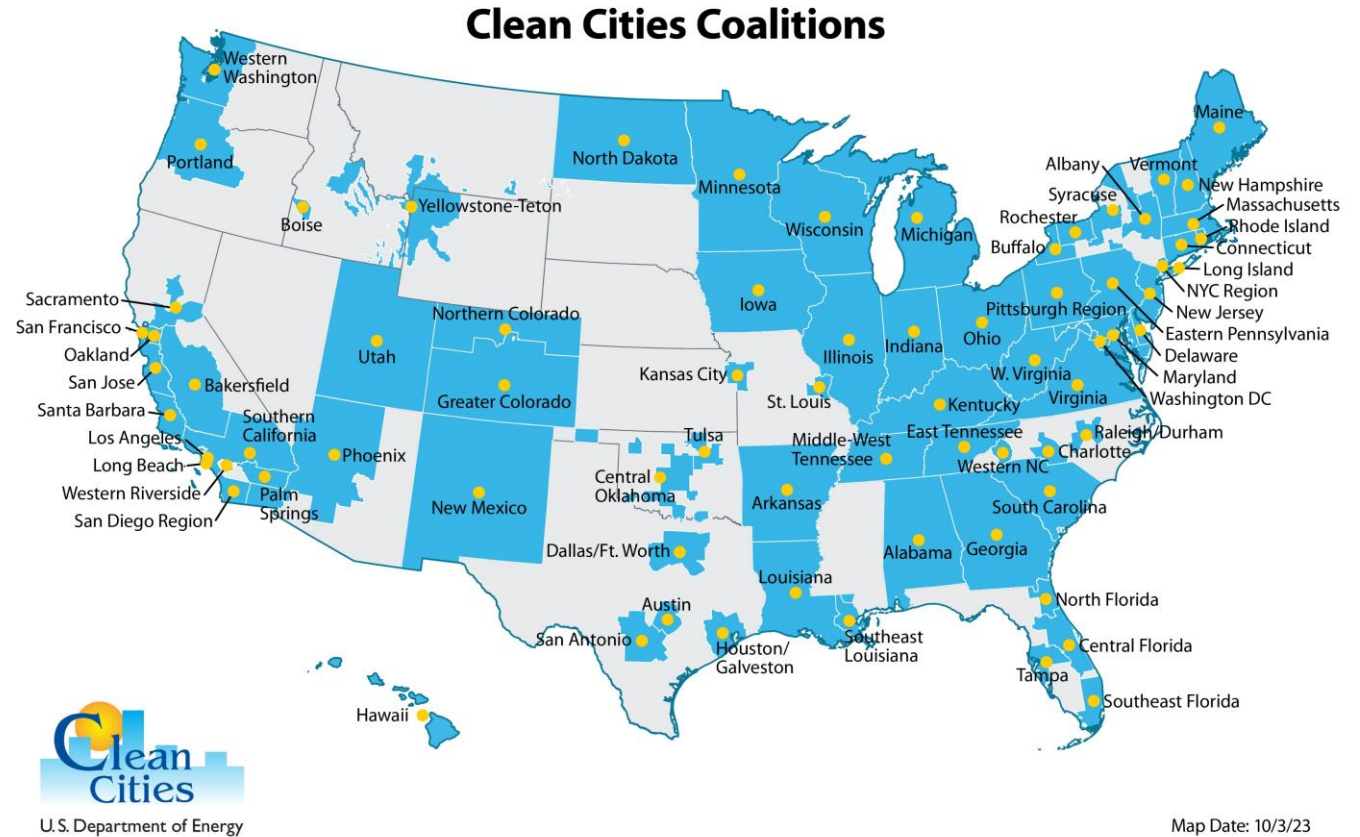 Clean Cities Coalitions
Western
Washington
Portland
Boise
Yellowstone-Teton
North Dakota
Minnesota
Wisconsin
Michigan
Iowa
Illinois
Indiana
Ohio
Maine
Albany
Vermont
Syracuse
New Hampshire
Rochester
Massachusetts
Rhode Island
Buffalo
Connecticut
Long Island
NYC Region
New Jersey
Pittsburgh Region
Eastern Pennsylvania
Delaware
Maryland
Washington DC
W. Virginia
Virginia
Kentucky
Sacramento
San Francisco
Oakland
San Jose
Bakersfield
Santa Barbara
Southern
California
Los Angeles
Long Beach
Western Riverside
Palm
Springs
San Diego Region
Utah
Northern Colorado
Greater Colorado
Phoenix
New Mexico
Kansas City
St. Louis
Tulsa
Central
Oklahoma
Middle-West
Tennessee
East Tennessee
Western NC
Raleigh/Durham
Charlotte
South Carolina
Arkansas
Alabama
Georgia
Dallas/Ft. Worth
Louisiana
Austin
San Antonio
Houston/
Galveston
Southeast
Louisiana
North Florida
Central Florida
Tampa
Southeast Florida
Hawaii
Clean
Cities
U.S. Department of Energy
Map Date: 10/3/23